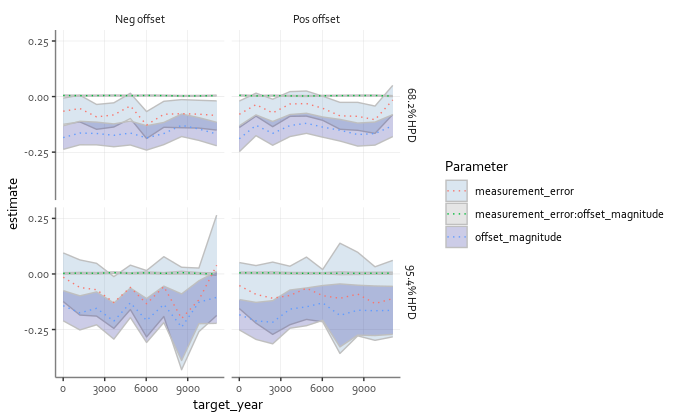 Neg offset
Pos offset
0.25
0.00
-0.25
68.2% HPD
0.25
0.00
-0.25
95.4% HPD
estimate
0
3000
6000
9000
0
3000
6000
9000
target_year
Parameter
measurement_error
measurement_error:offset_magnitude
offset_magnitude